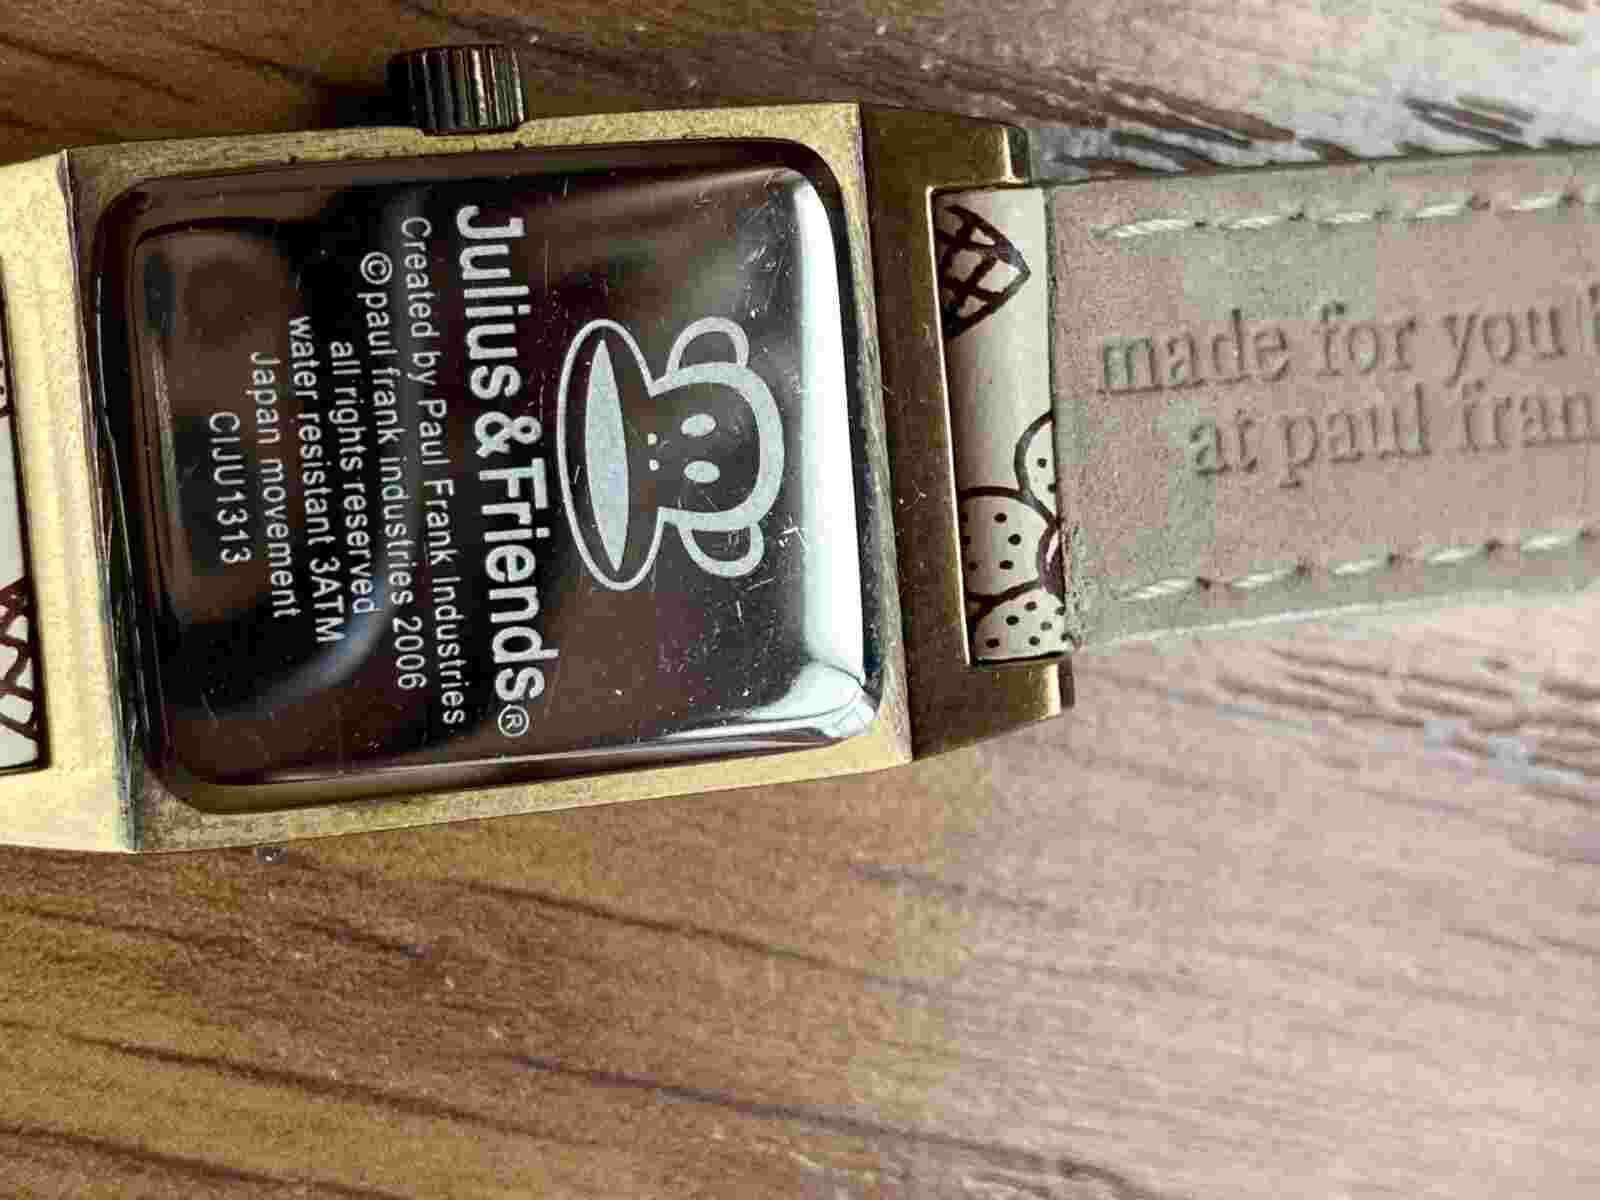 Julius & Friends®
Created by Paul Frank Industries
© paul frank industries 2006
all rights reserved
water resistant 3ATM
Japan movement
CIJU1313
made for you
at paul fran